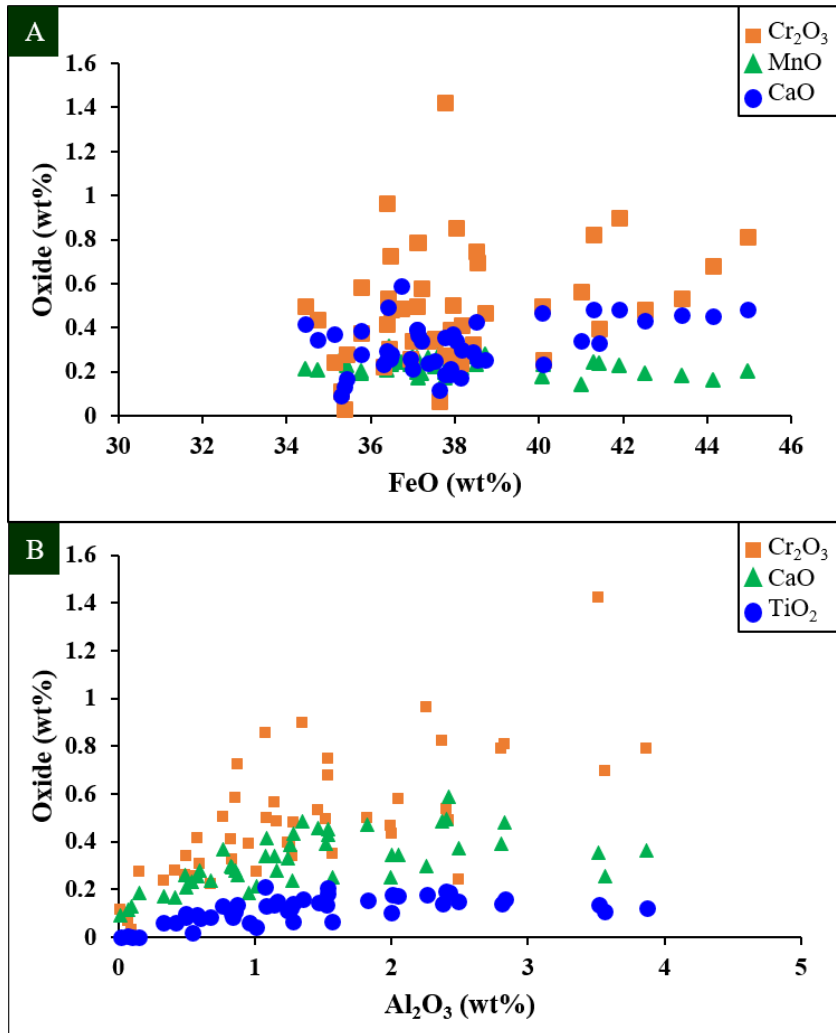 A
Cr₂O₃
MnO
CaO
Oxide (wt%)
1.6
1.4
1.2
1
0.8
0.6
0.4
0.2
0
30 32 34 36 38 40 42 44 46
FeO (wt%)
B
Cr₂O₃
CaO
TiO₂
Oxide (wt%)
1.6
1.4
1.2
1
0.8
0.6
0.4
0.2
0
0 1 2 3 4 5
Al₂O₃ (wt%)